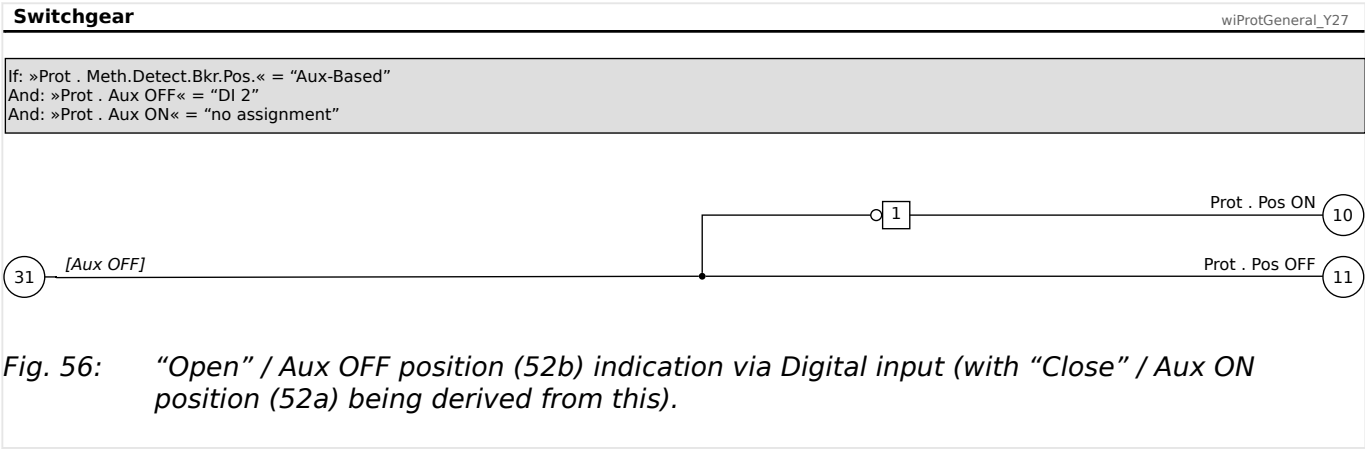 Switchgear
wiProtGeneral_Y27
If: »Prot . Meth.Detect.Bkr.Pos.« = “Aux-Based”
And: »Prot . Aux OFF« = “DI 2”
And: »Prot . Aux ON« = “no assignment”
1
Prot . Pos ON
10
31
[Aux OFF]
Prot . Pos OFF
11
Fig. 56: “Open” / Aux OFF position (52b) indication via Digital input (with “Close” / Aux ON
position (52a) being derived from this).